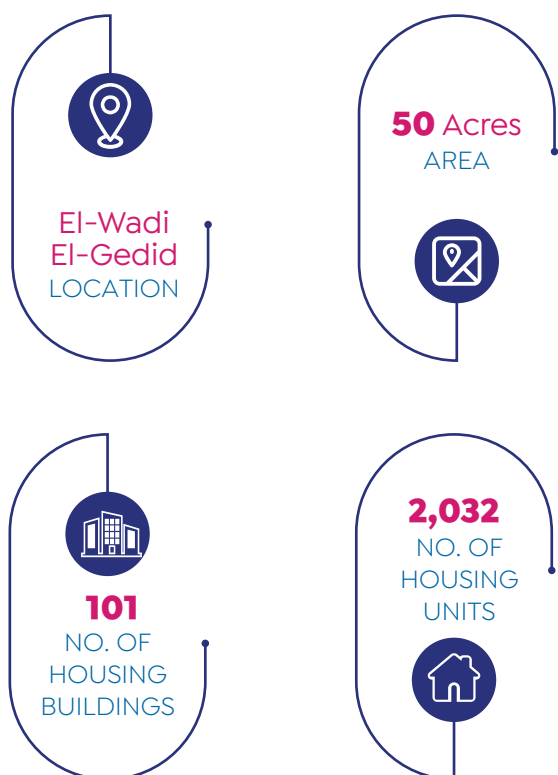 El-Wadi
El-Gedid
LOCATION
50 Acres
AREA
101
NO. OF
HOUSING
BUILDINGS
2,032
NO. OF
HOUSING
UNITS